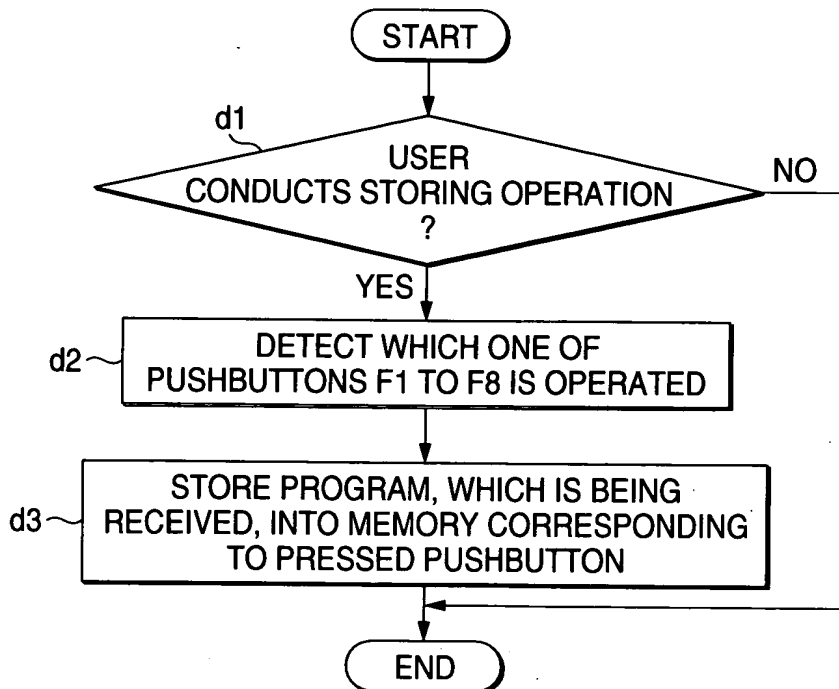 START
d1
USER
CONDUCTS STORING OPERATION
?
NO
YES
d2
DETECT WHICH ONE OF
PUSHBUTTONS F1 TO F8 IS OPERATED
d3
STORE PROGRAM, WHICH IS BEING
RECEIVED, INTO MEMORY CORRESPONDING
TO PRESSED PUSHBUTTON
END